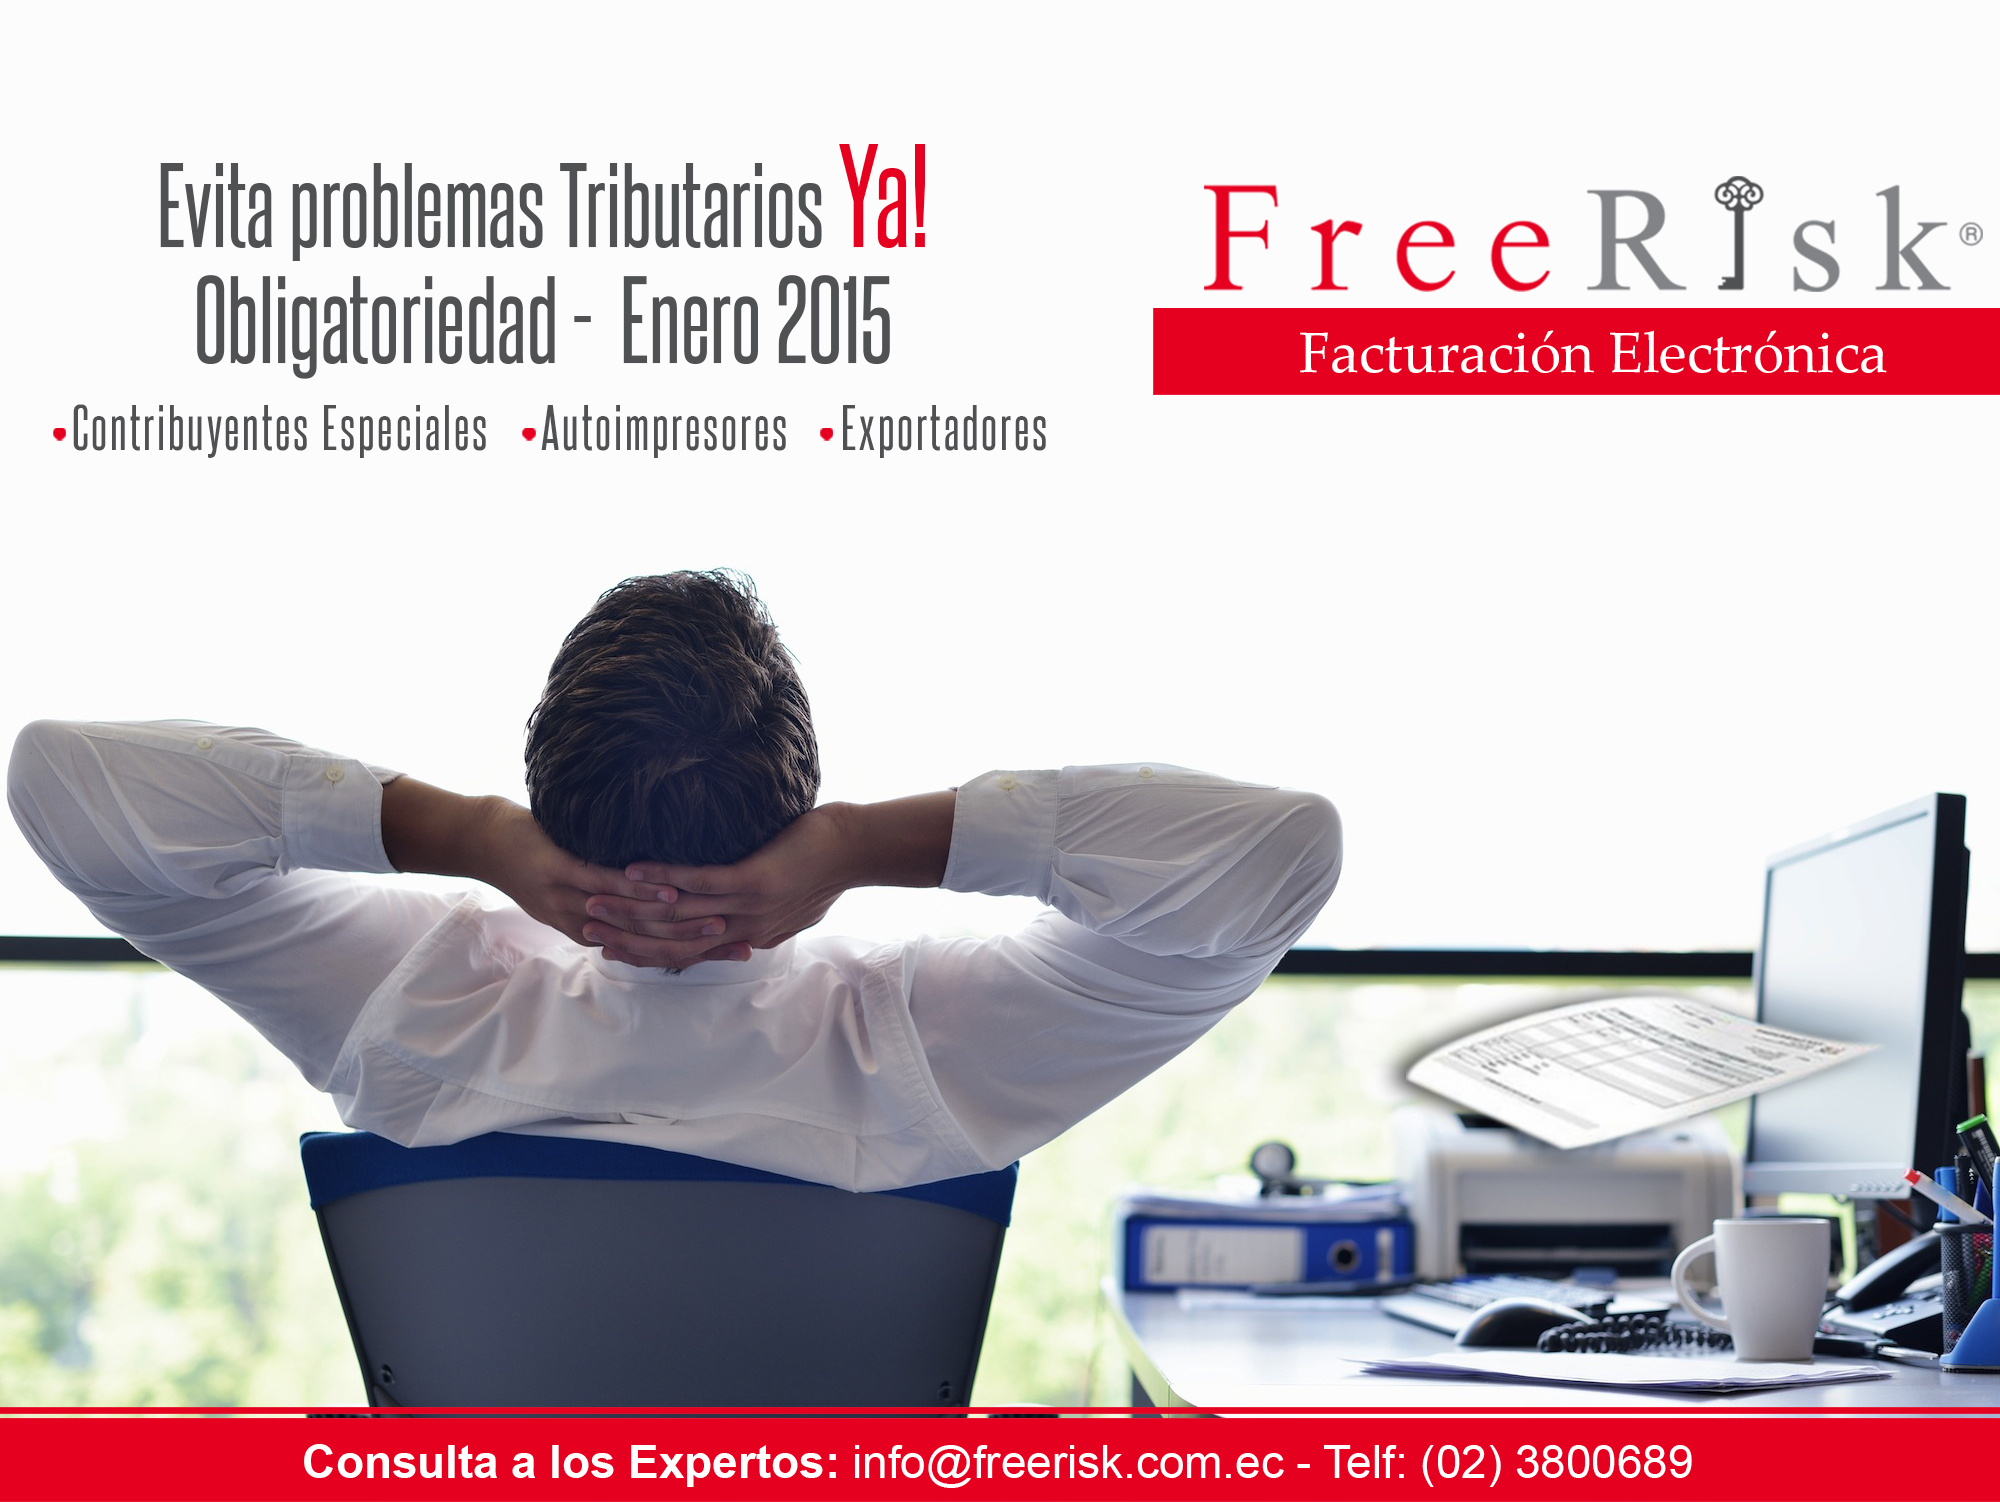 Evita problemas Tributarios Ya!
Obligatoriedad - Enero 2015
•Contribuyentes Especiales •Autoimpresores •Exportadores
FreeRisk®
Facturación Electrónica
Consulta a los Expertos: info@freerisk.com.ec - Telf: (02) 3800689